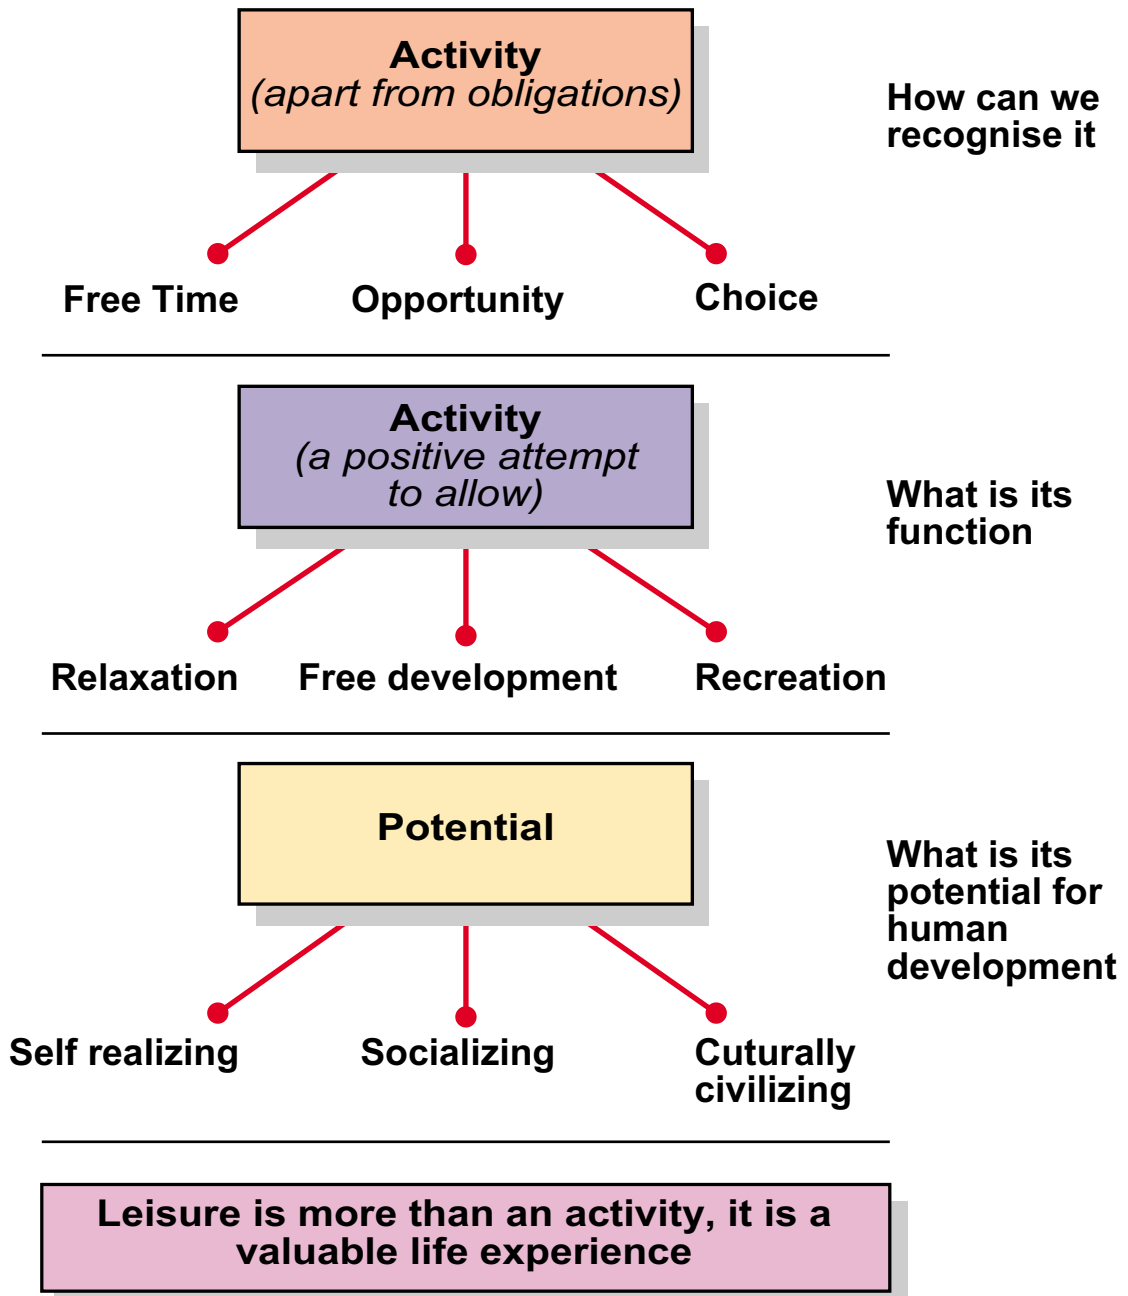 Activity
(apart from obligations)
How can we
recognise it
Free Time
Opportunity
Choice
Activity
(a positive attempt
to allow)
What is its
function
Relaxation
Free development
Recreation
Potential
What is its
potential for
human
development
Self realizing
Socializing
Cuturally
civilizing
Leisure is more than an activity, it is a
valuable life experience